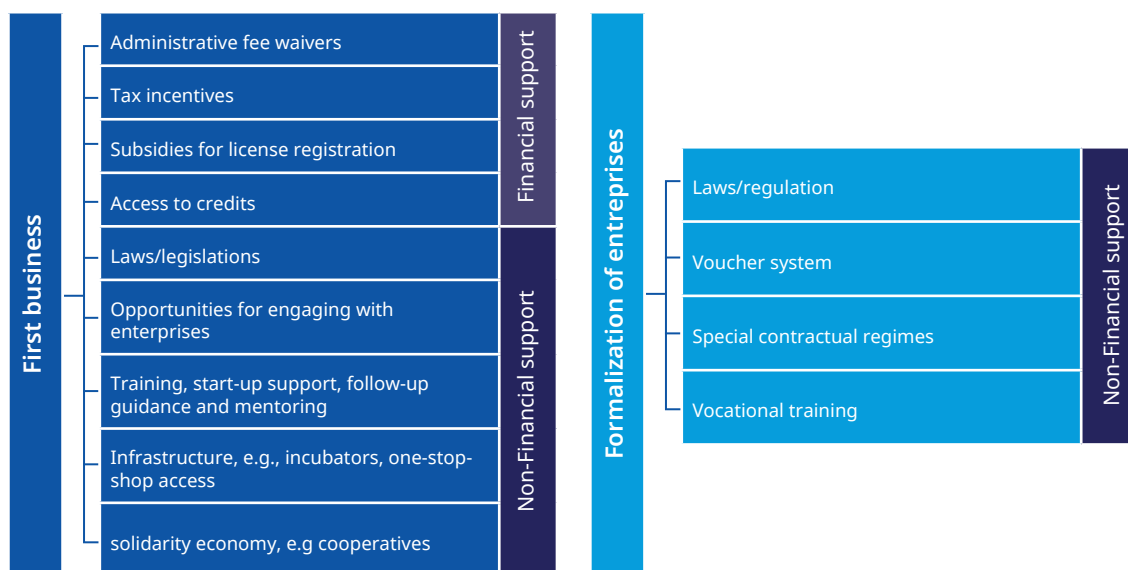 First business
Administrative fee waivers
Tax incentives
Subsidies for license registration
Access to credits
Financial support
Laws/legislations
Opportunities for engaging with
enterprises
Training, start-up support, follow-up
guidance and mentoring
Infrastructure, e.g., incubators, one-stop-
shop access
solidarity economy, e.g cooperatives
Non-Financial support
Formalization of entreprises
Laws/regulation
Voucher system
Special contractual regimes
Vocational training
Non-Financial support